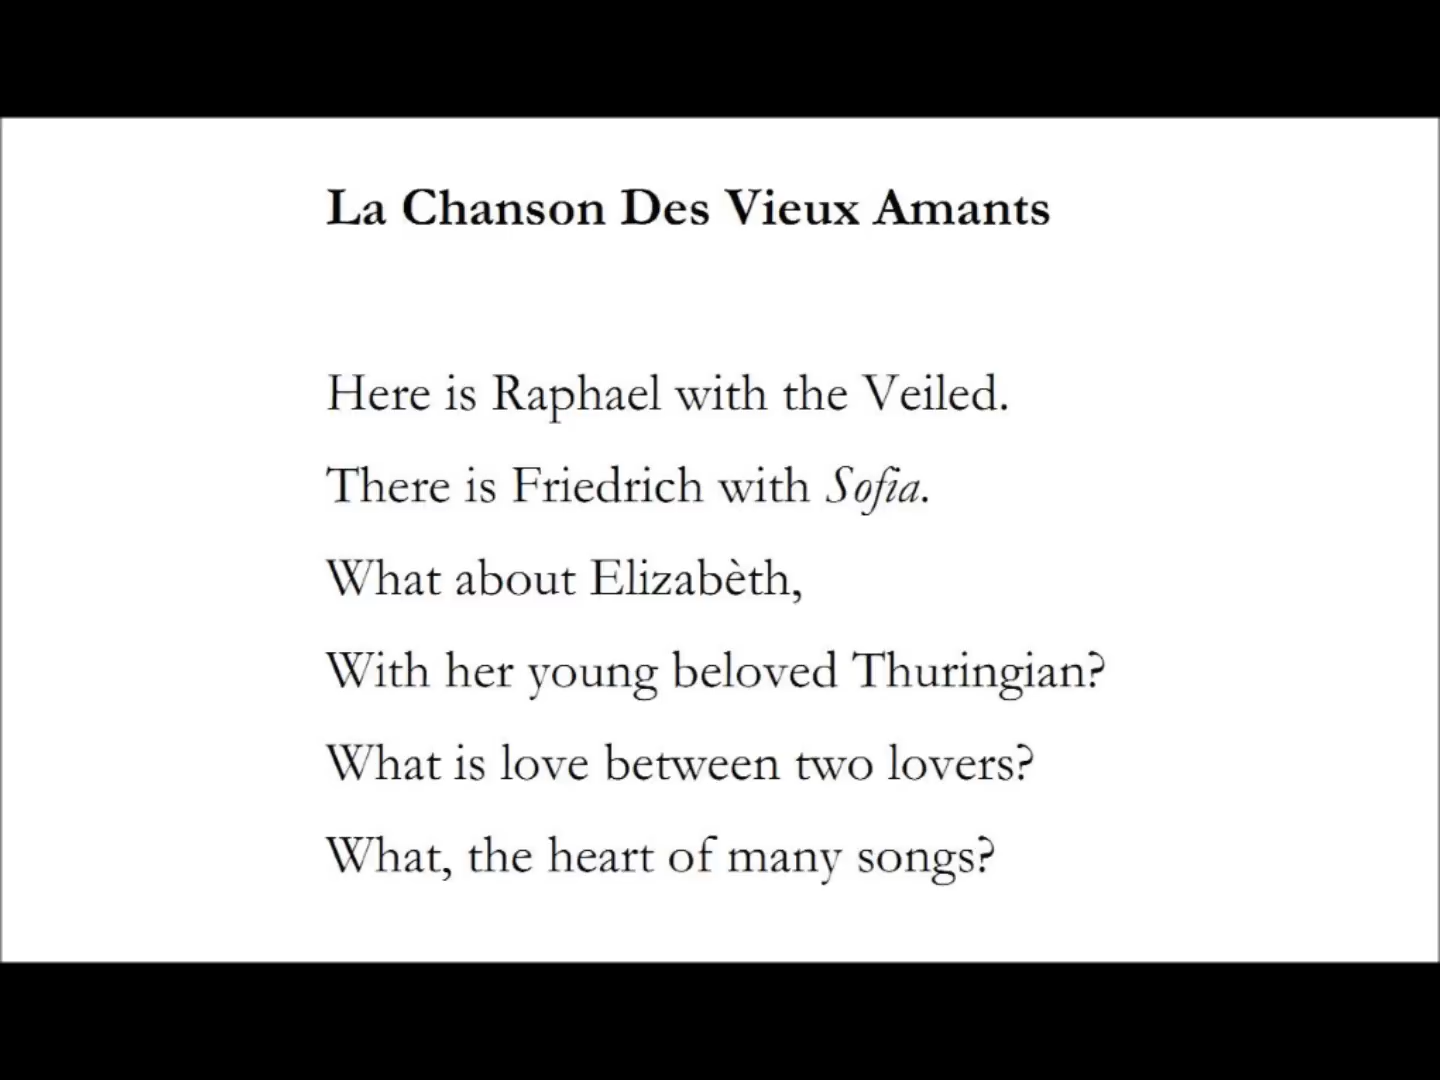 La Chanson Des Vieux Amants
Here is Raphael with the Veiled.
There is Friedrich with Sofia.
What about Elizabèth,
With her young beloved Thuringian?
What is love between two lovers?
What, the heart of many songs?